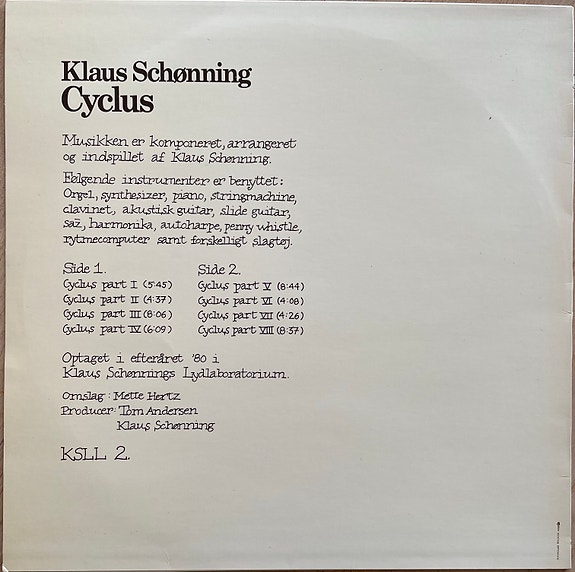 Klaus Schønning
Cyclus
Musikken er komponeret, arrangeret
og indspillet af Klaus Schønning.
Følgende instrumenter er benyttet:
Orgel, synthesizer, piano, stringmachine,
clavinet, akustisk guitar, slide guitar,
saz, harmonika, autoharpe, penny whistle,
rytmecomputer samt forskelligt slagtøj.
Side 1. Side 2.
Cyclus part I (5:45) Cyclus part V (8:44)
Cyclus part II (4:37) Cyclus part VI (4:08)
Cyclus part III (8:06) Cyclus part VII (4:26)
Cyclus part IV (6:09) Cyclus part VIII (8:37)
Optaget i efteråret '80 i
Klaus Schønnings Lydlaboratorium.
Omslag: Mette Hertz
Producer: Tom Andersen
Klaus Schønning
KSLL 2.